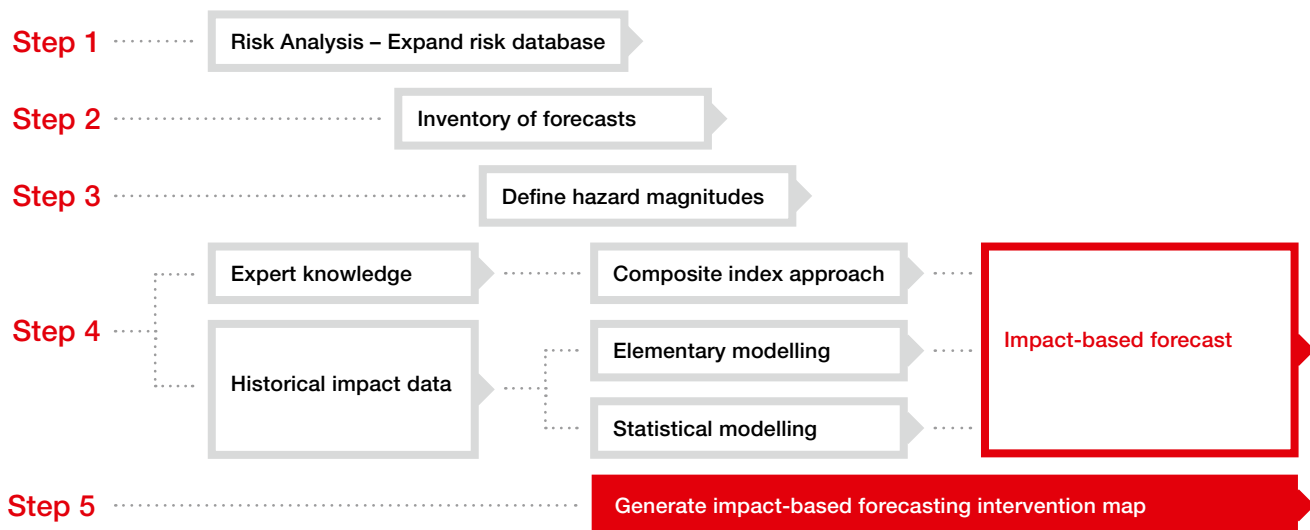 Step 1
Risk Analysis – Expand risk database
Step 2
Inventory of forecasts
Step 3
Define hazard magnitudes
Step 4
Expert knowledge
Composite index approach
Historical impact data
Elementary modelling
Statistical modelling
Impact-based forecast
Step 5
Generate impact-based forecasting intervention map